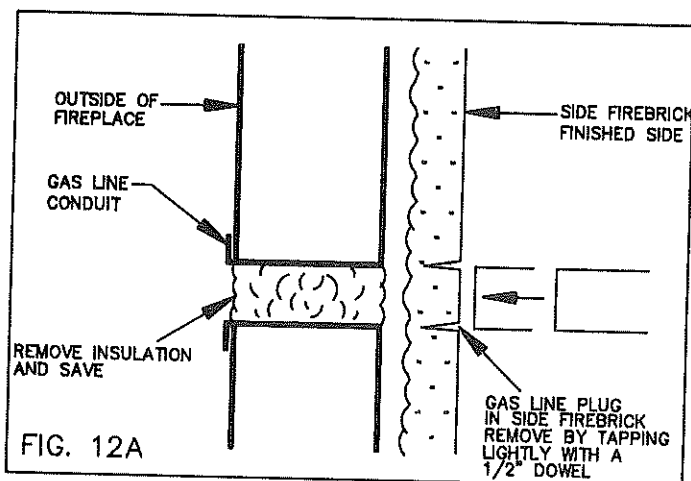 OUTSIDE OF
FIREPLACE
SIDE FIREBRICK
FINISHED SIDE
GAS LINE
CONDUIT
REMOVE INSULATION
AND SAVE
GAS LINE PLUG
IN SIDE FIREBRICK
REMOVE BY TAPPING
LIGHTLY WITH A
1/2" DOWEL
FIG. 12A